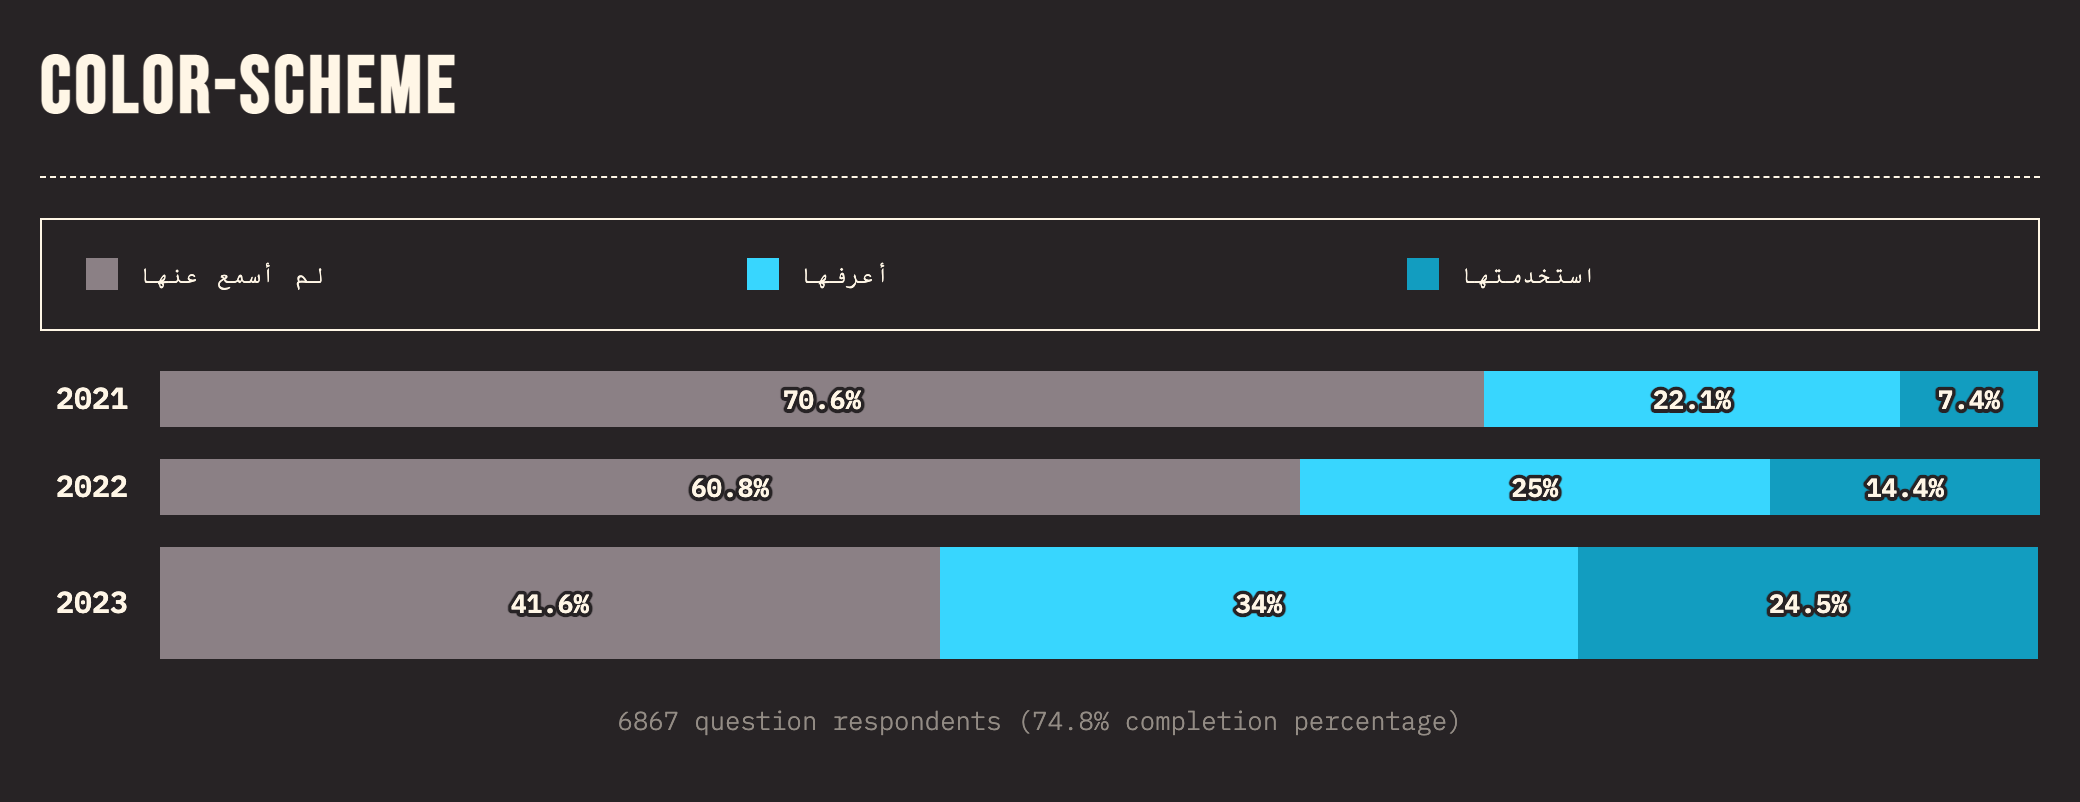 COLOR-SCHEME
لم أسمع عنها
أعرفها
استخدمتها
2021 70.6% 22.1% 7.4%
2022 60.8% 25% 14.4%
2023 41.6% 34% 24.5%
6867 question respondents (74.8% completion percentage)